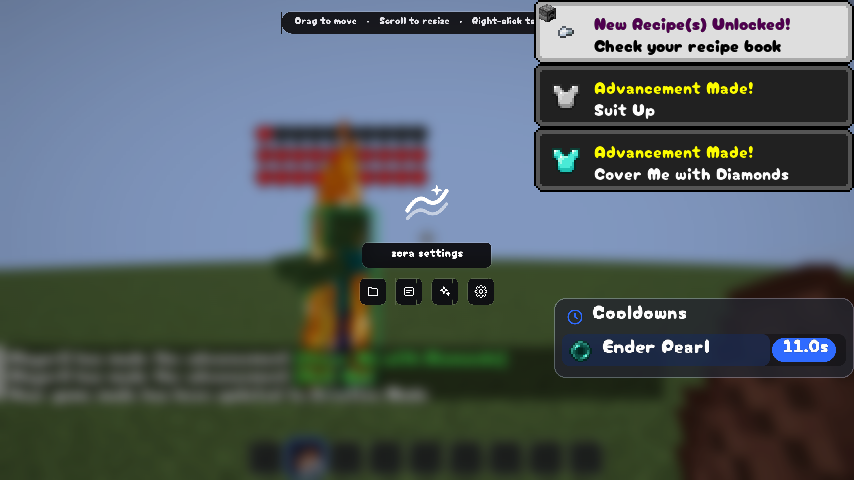 Drag to move · Scroll to resize · Right-click to
New Recipe(s) Unlocked!
Check your recipe book
Advancement Made!
Suit Up
Advancement Made!
Cover Me with Diamonds
zora settings
Cooldowns
Ender Pearl
11.0s